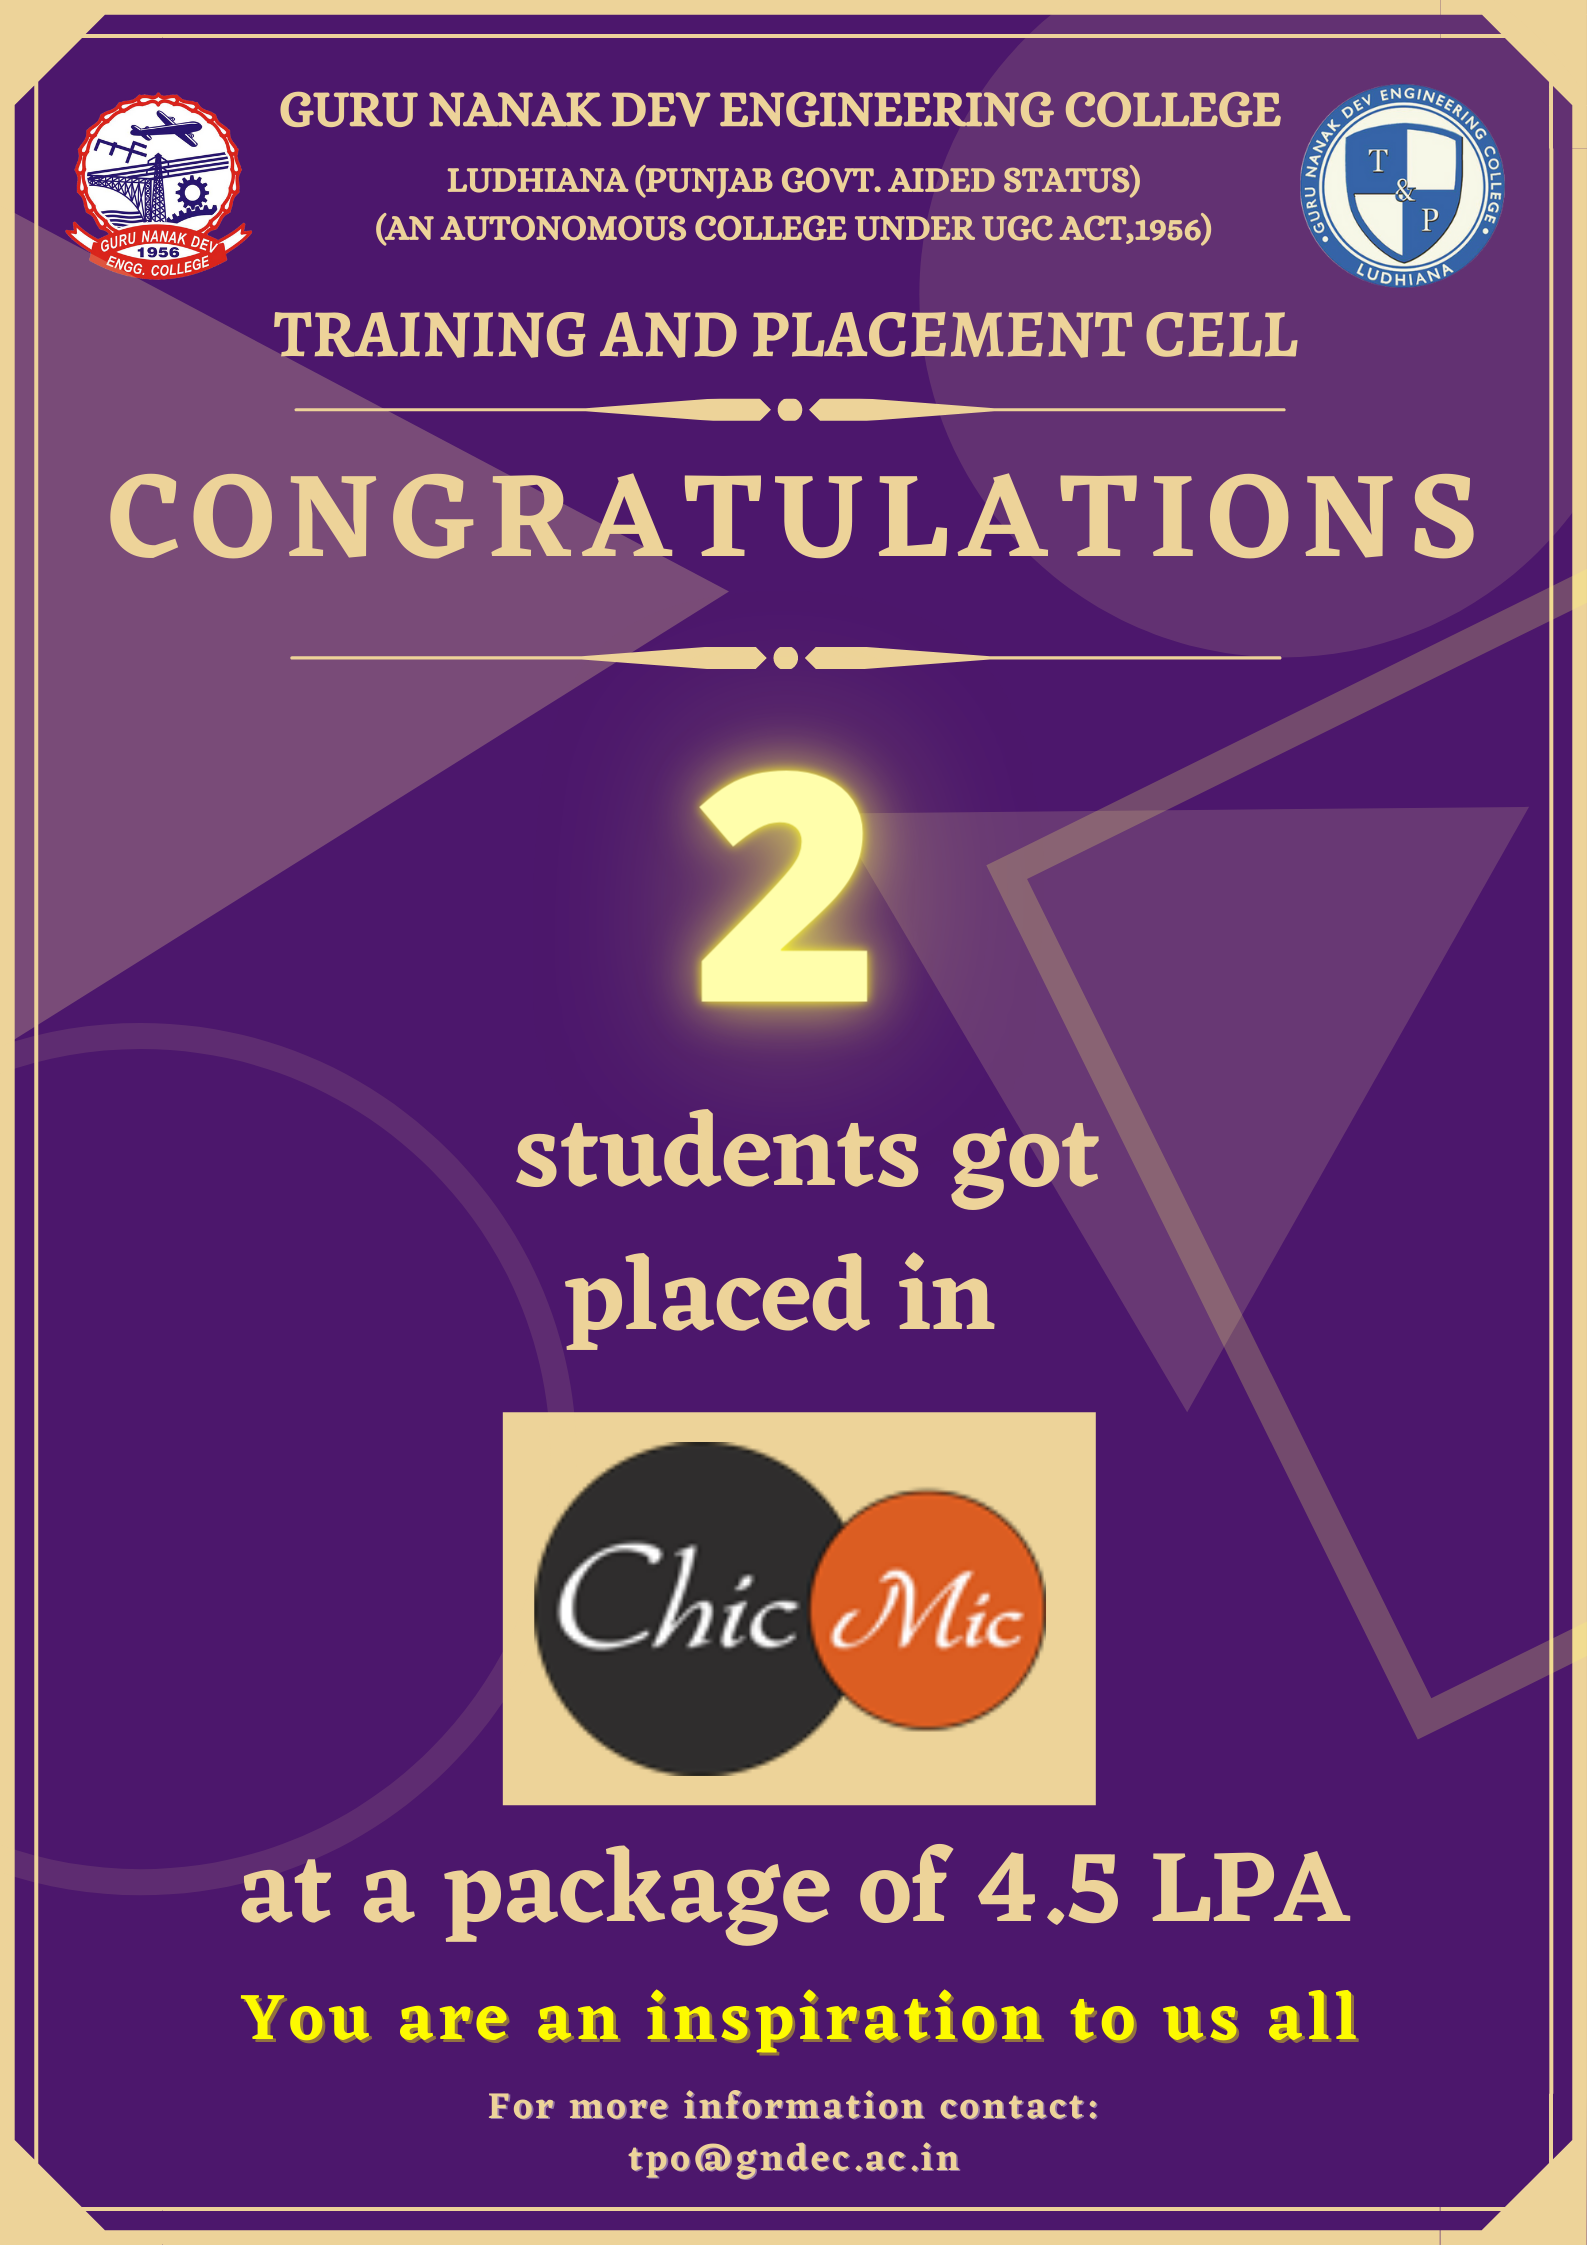 GURU NANAK DEV ENGINEERING COLLEGE
LUDHIANA (PUNJAB GOVT. AIDED STATUS)
(AN AUTONOMOUS COLLEGE UNDER UGC ACT,1956)
GURU NANAK DEV
1956
ENGG. COLLEGE
GURU NANAK DEV ENGINEERING COLLEGE
T
&
P
LUDHIANA
TRAINING AND PLACEMENT CELL
CONGRATULATIONS
2
students got
placed in
Chic Mic
at a package of 4.5 LPA
You are an inspiration to us all
For more information contact:
tpo@gndec.ac.in